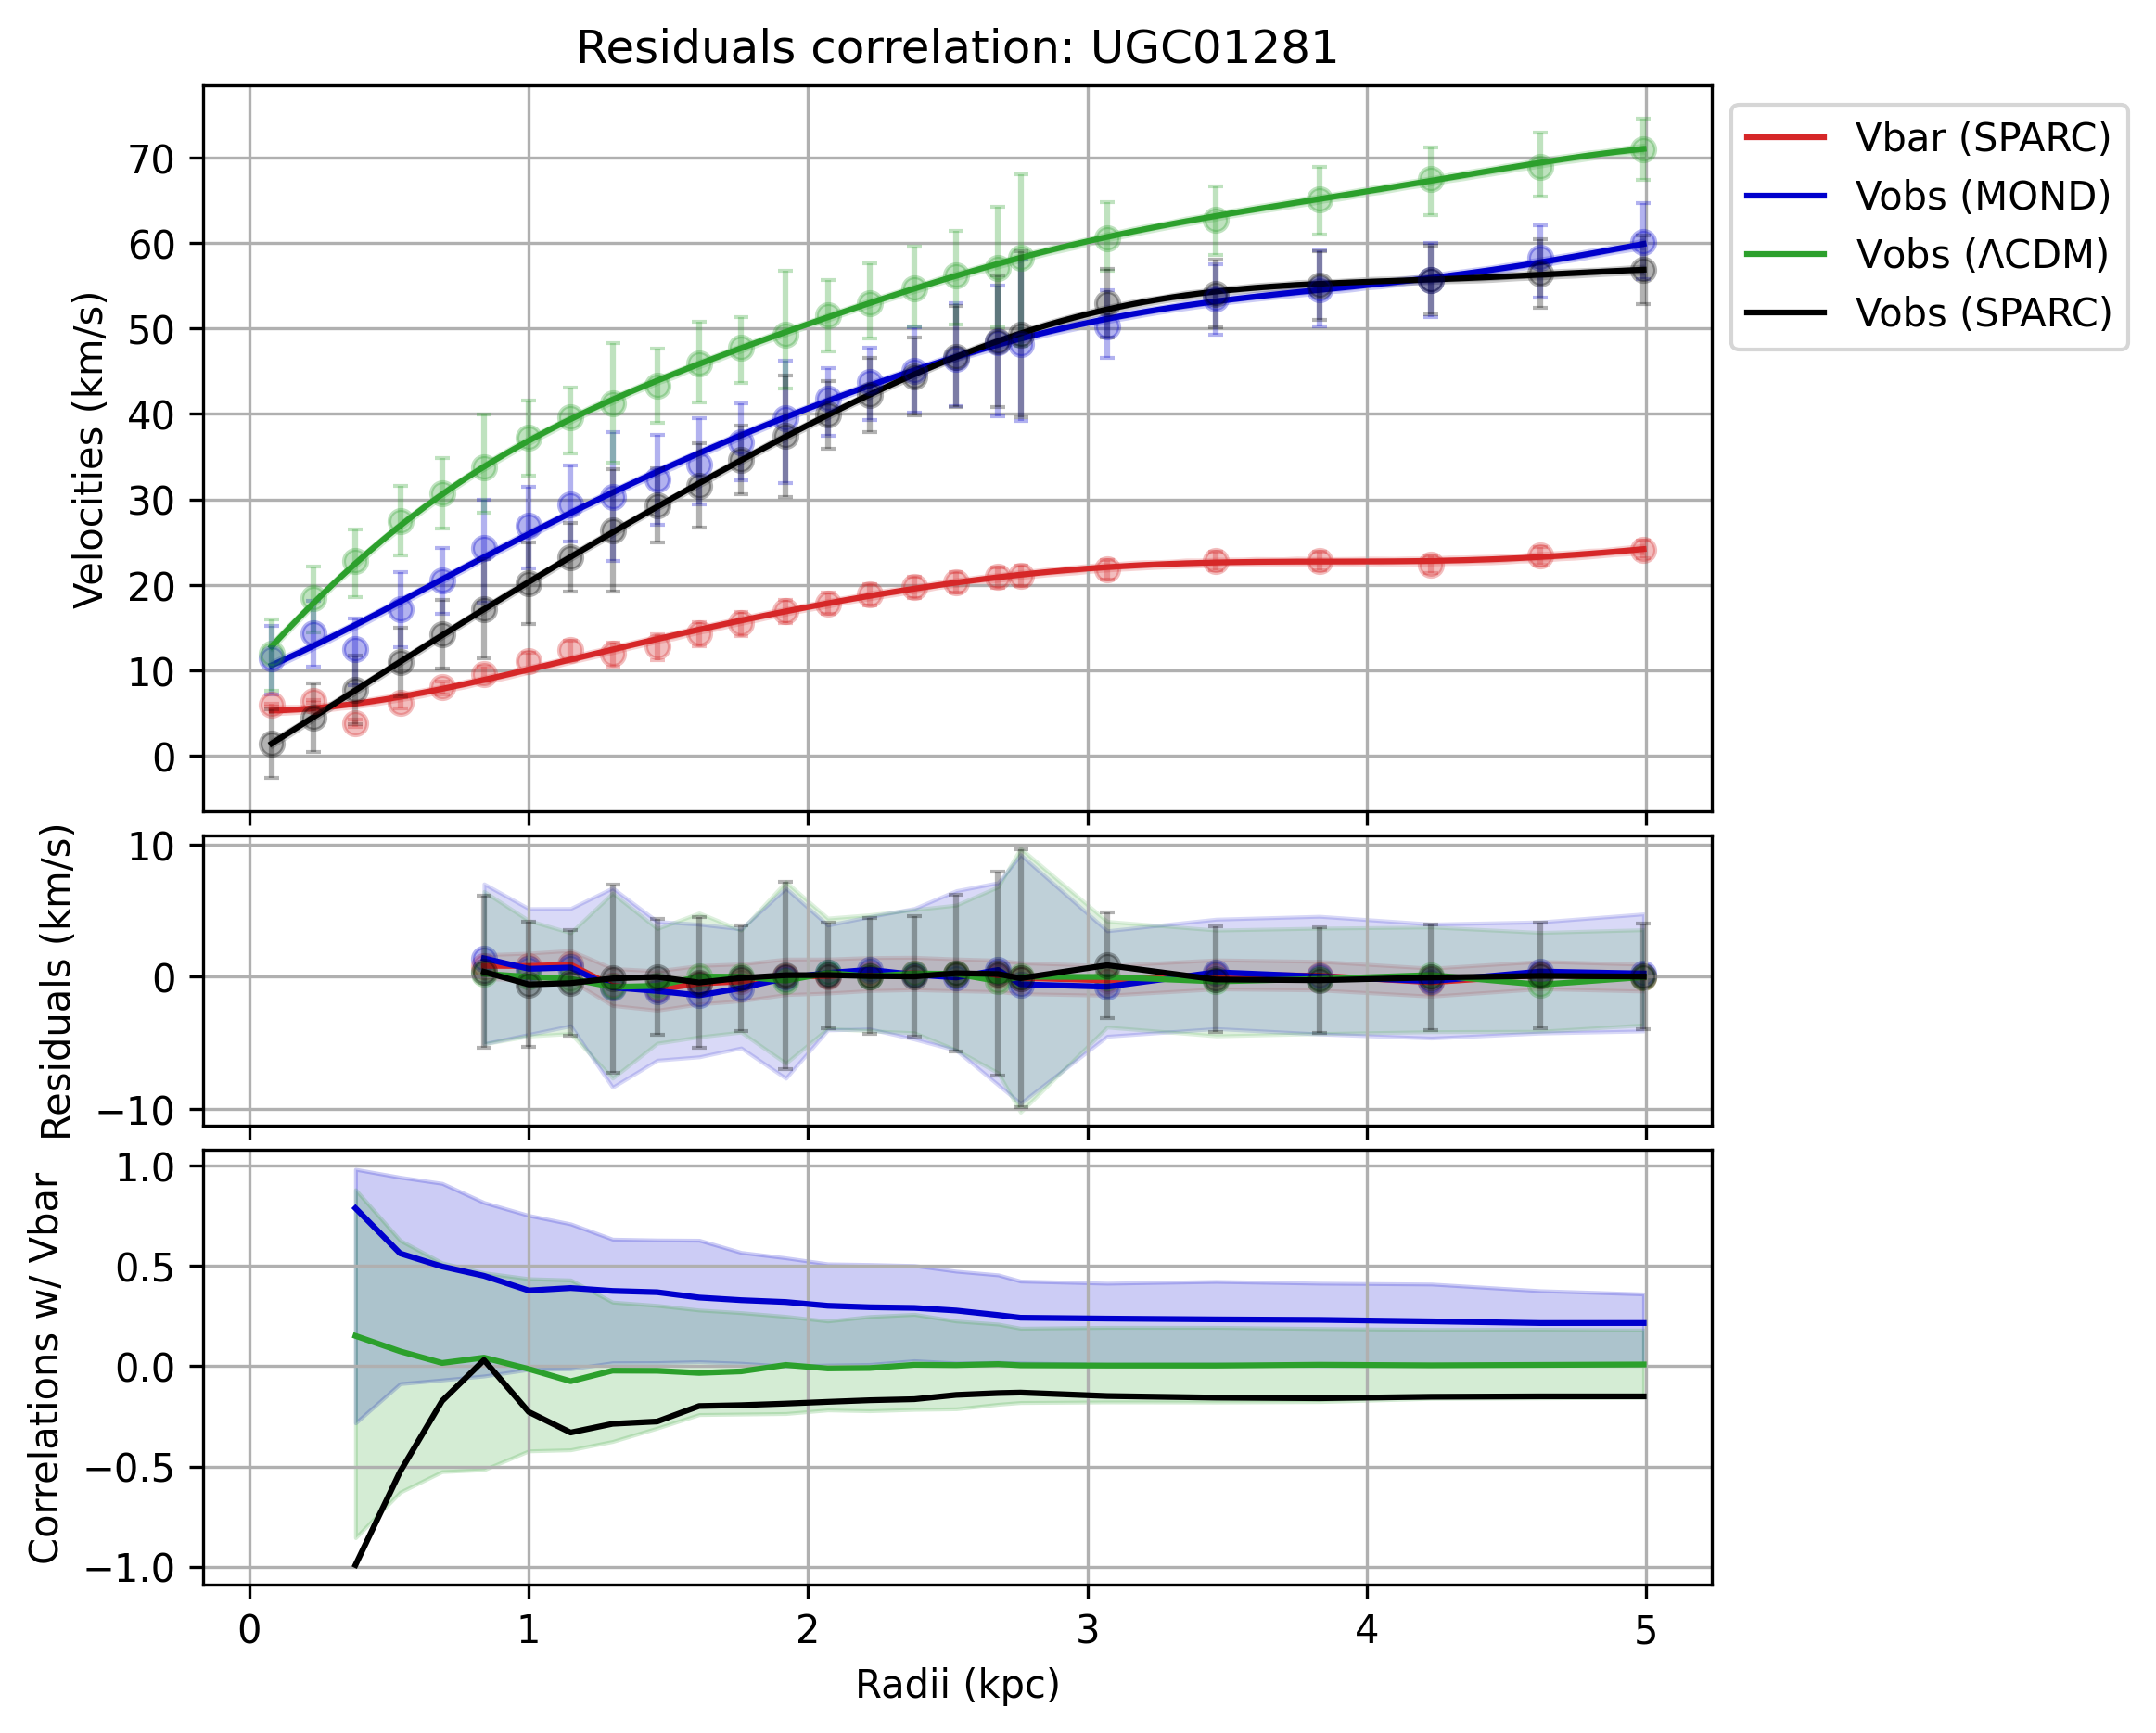 Residuals correlation: UGC01281
Velocities (km/s)
70
60
50
40
30
20
10
0
Vbar (SPARC)
Vobs (MOND)
Vobs (ΛCDM)
Vobs (SPARC)
Residuals (km/s)
10
0
−10
Correlations w/ Vbar
1.0
0.5
0.0
−0.5
−1.0
0 1 2 3 4 5
Radii (kpc)